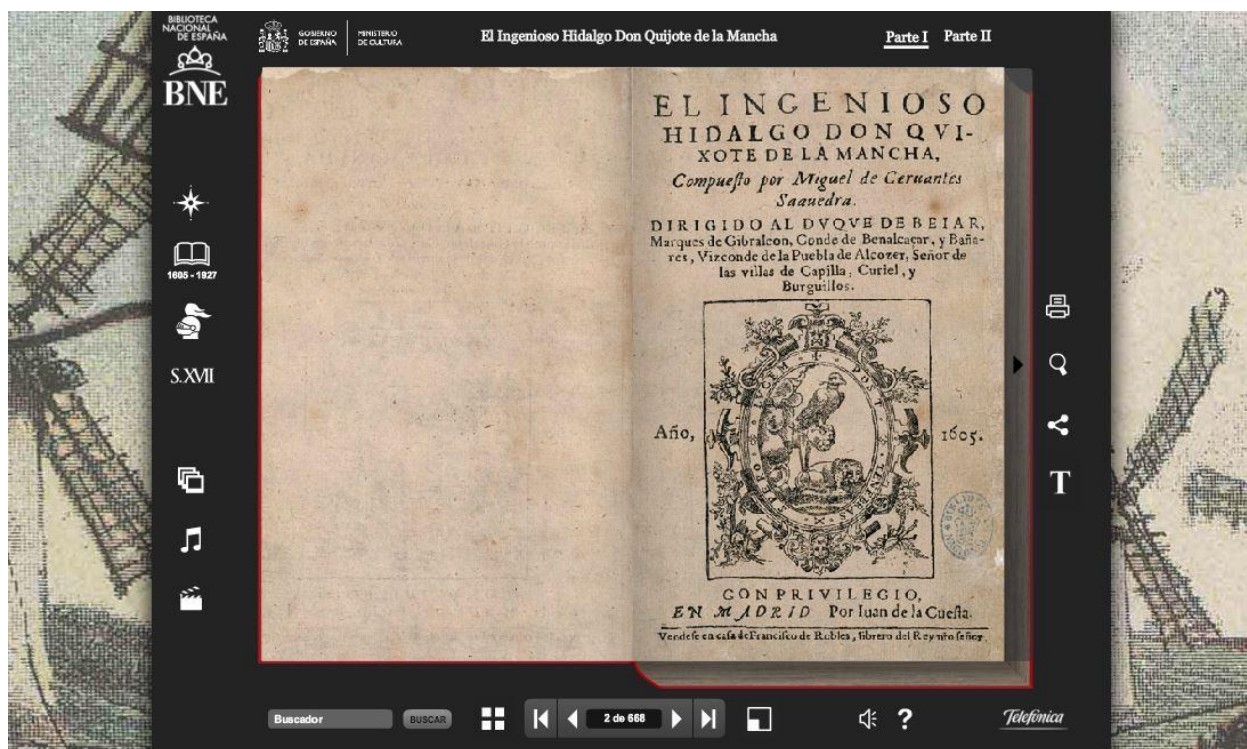 BIBLIOTECA
NACIONAL
DE ESPAÑA
BNE
GOBIERNO
DE ESPAÑA
MINISTERIO
DE CULTURA
El Ingenioso Hidalgo Don Quijote de la Mancha
Parte I
Parte II
1605 - 1927
S.XVII
EL INGENIOSO
HIDALGO DON QVI-
XOTE DE LA MANCHA,
Compueſto por Miguel de Ceruantes
Saauedra.
DIRIGIDO AL DVQVE DE BEIAR,
Marques de Gibraleon, Conde de Benalcaçar, y Baña-
res, Vizconde de la Puebla de Alcozer, Señor de
las villas de Capilla, Curiel, y
Burguillos.
Año,
1605.
CON PRIVILEGIO,
EN MADRID Por Iuan de la Cueſta.
Vendeſe en caſa de Franciſco de Robles, librero del Rey nro ſeñor.
T
Buscador
BUSCAR
2 de 668
?
Telefónica